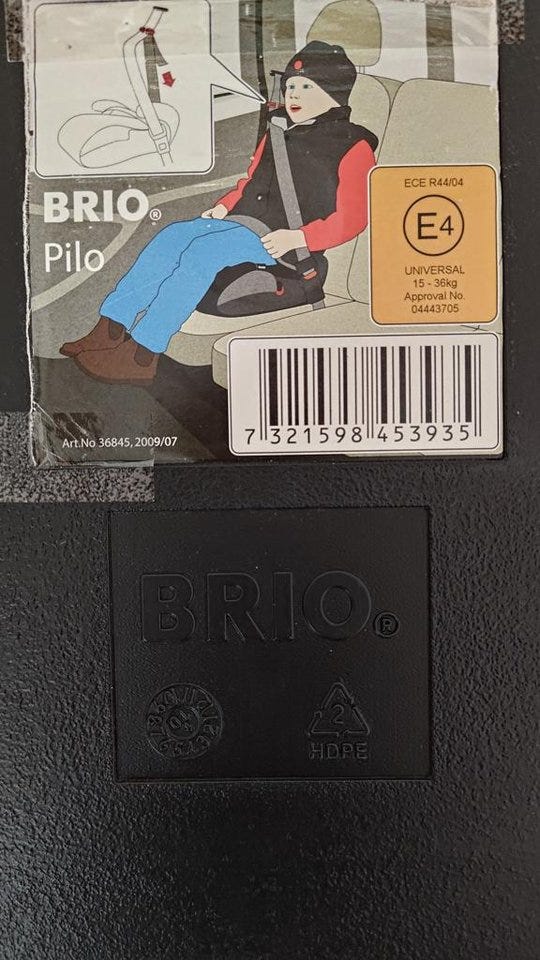 BRIO®
Pilo
ECE R44/04
E4
UNIVERSAL
15 - 36kg
Approval No.
04443705
7 321598 453935
Art.No 36845, 2009/07
BRIO®
2
HDPE